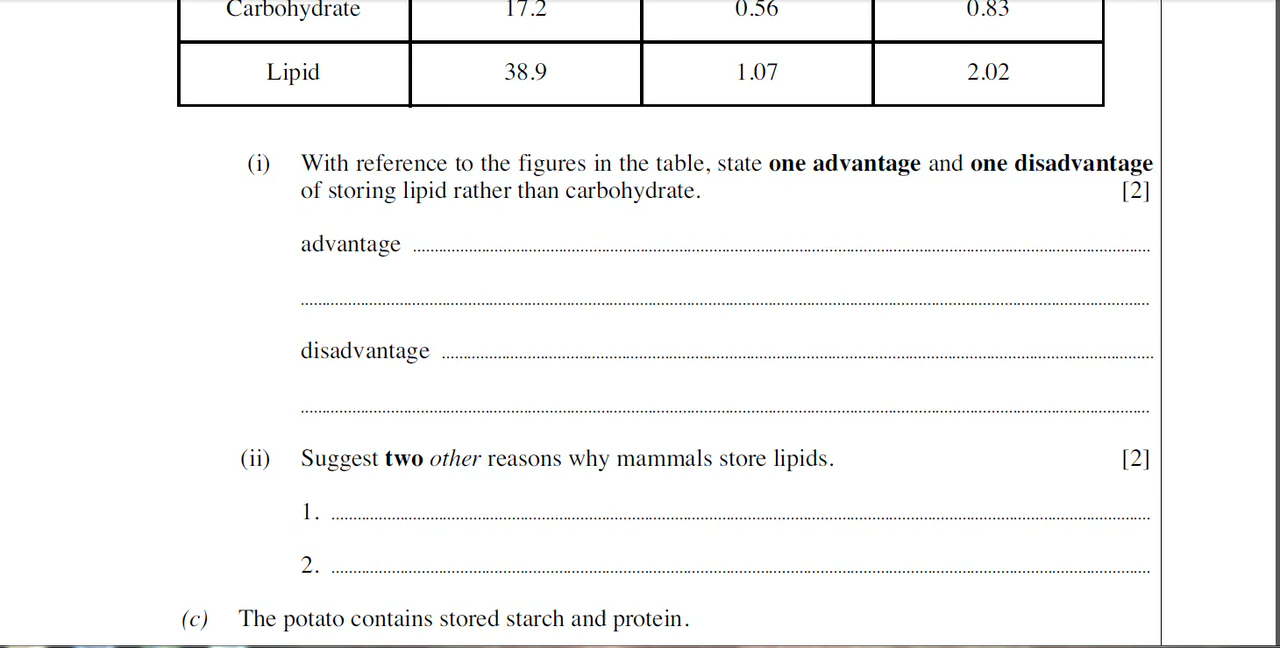 Carbohydrate 17.2 0.56 0.83
Lipid 38.9 1.07 2.02
(i) With reference to the figures in the table, state one advantage and one disadvantage
of storing lipid rather than carbohydrate. [2]
advantage
disadvantage
(ii) Suggest two other reasons why mammals store lipids. [2]
1.
2.
(c) The potato contains stored starch and protein.